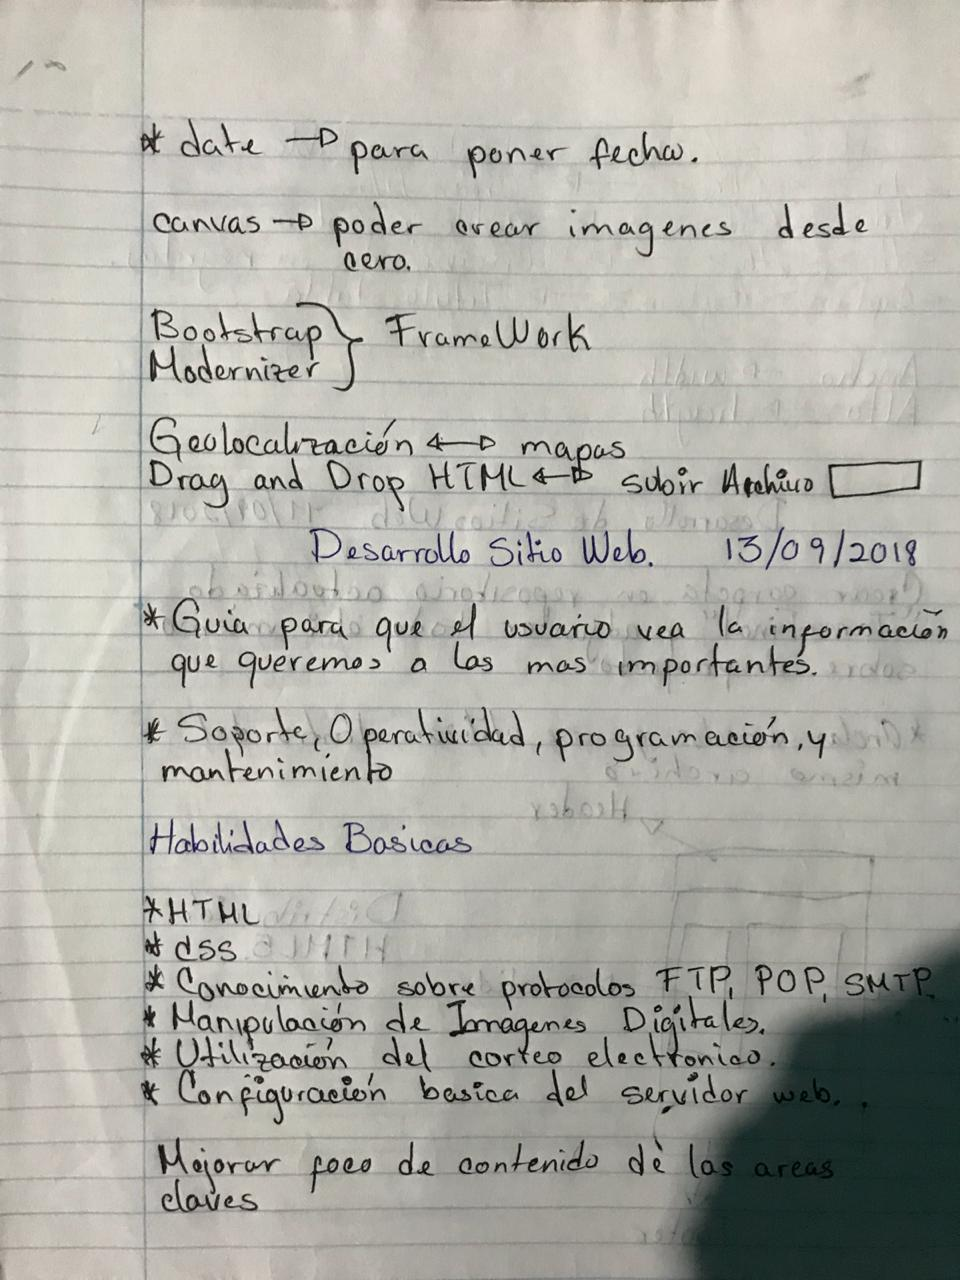 * date → para poner fecha.
canvas → poder crear imagenes desde
cero.
Bootstrap } FrameWork
Modernizer
Geolocalización ↔ mapas
Drag and Drop HTML ↔ subir Archivo
Desarrollo Sitio Web. 13/09/2018
* Guia para que el usuario vea la información
que queremos a las mas importantes.
* Soporte, Operatividad, programación, y
mantenimiento
Habilidades Basicas
* HTML
* css
* Conocimiento sobre protocolos FTP, POP, SMTP.
* Manipulación de Imagenes Digitales.
* Utilización del correo electronico.
* Configuración basica del servidor web.
Mejorar foco de contenido de las areas
claves